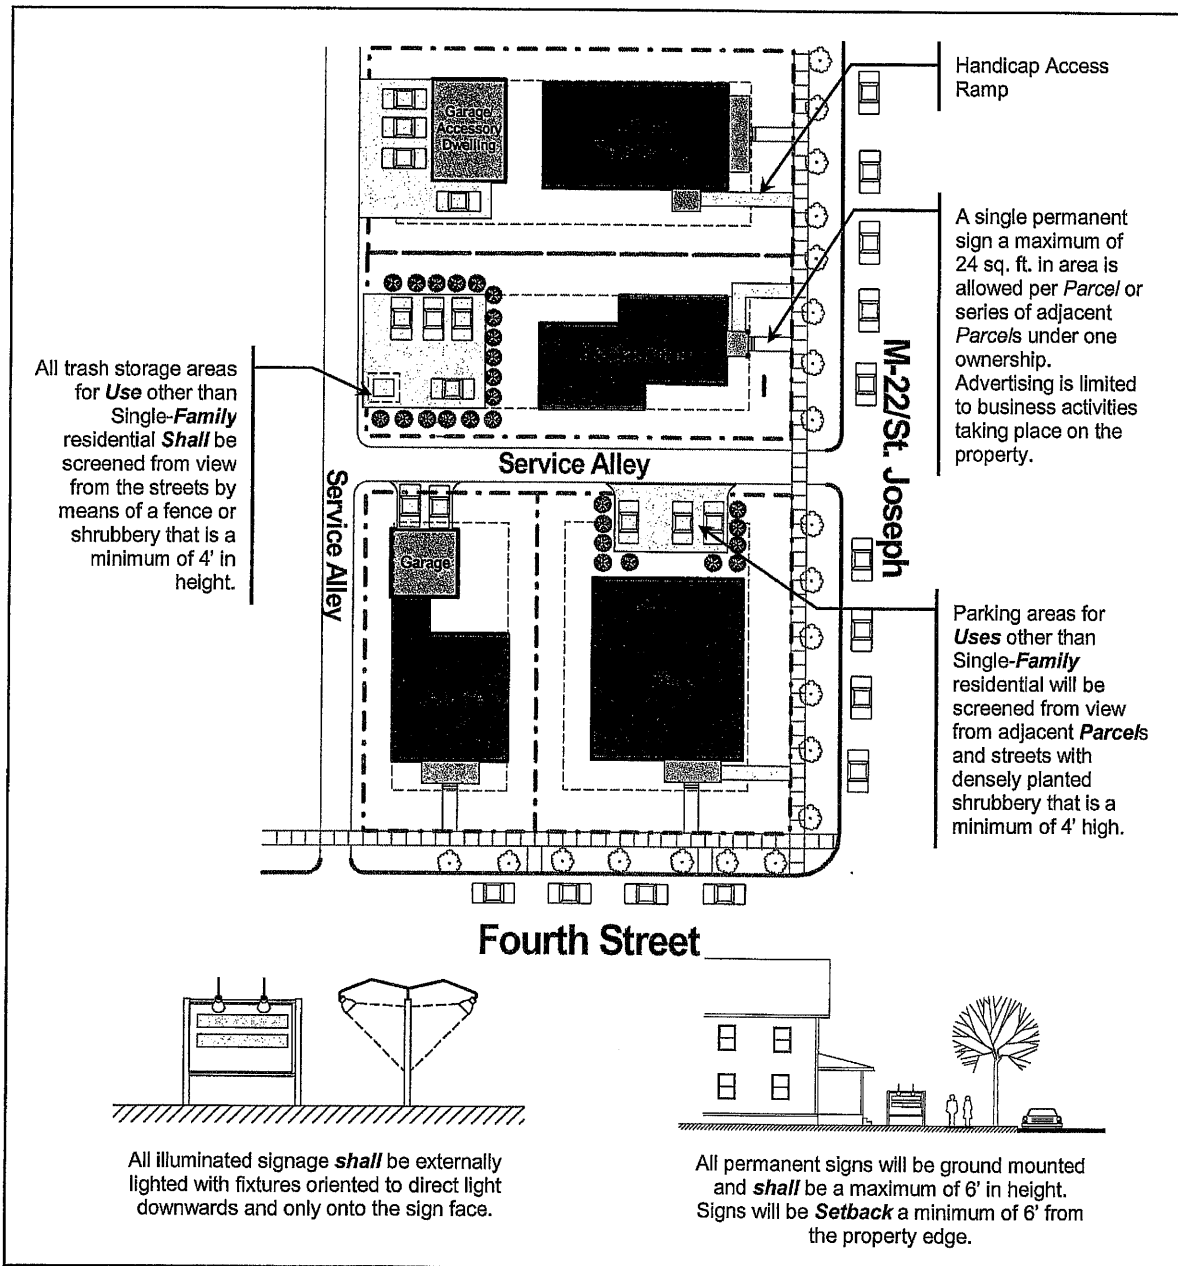 Handicap Access
Ramp
Garage
Accessory
Dwelling
A single permanent
sign a maximum of
24 sq. ft. in area is
allowed per Parcel or
series of adjacent
Parcels under one
ownership.
Advertising is limited
to business activities
taking place on the
property.
All trash storage areas
for Use other than
Single-Family
residential Shall be
screened from view
from the streets by
means of a fence or
shrubbery that is a
minimum of 4' in
height.
M-22/St. Joseph
Service Alley
Service Alley
Garage
Parking areas for
Uses other than
Single-Family
residential will be
screened from view
from adjacent Parcels
and streets with
densely planted
shrubbery that is a
minimum of 4' high.
Fourth Street
All illuminated signage shall be externally
lighted with fixtures oriented to direct light
downwards and only onto the sign face.
All permanent signs will be ground mounted
and shall be a maximum of 6' in height.
Signs will be Setback a minimum of 6' from
the property edge.